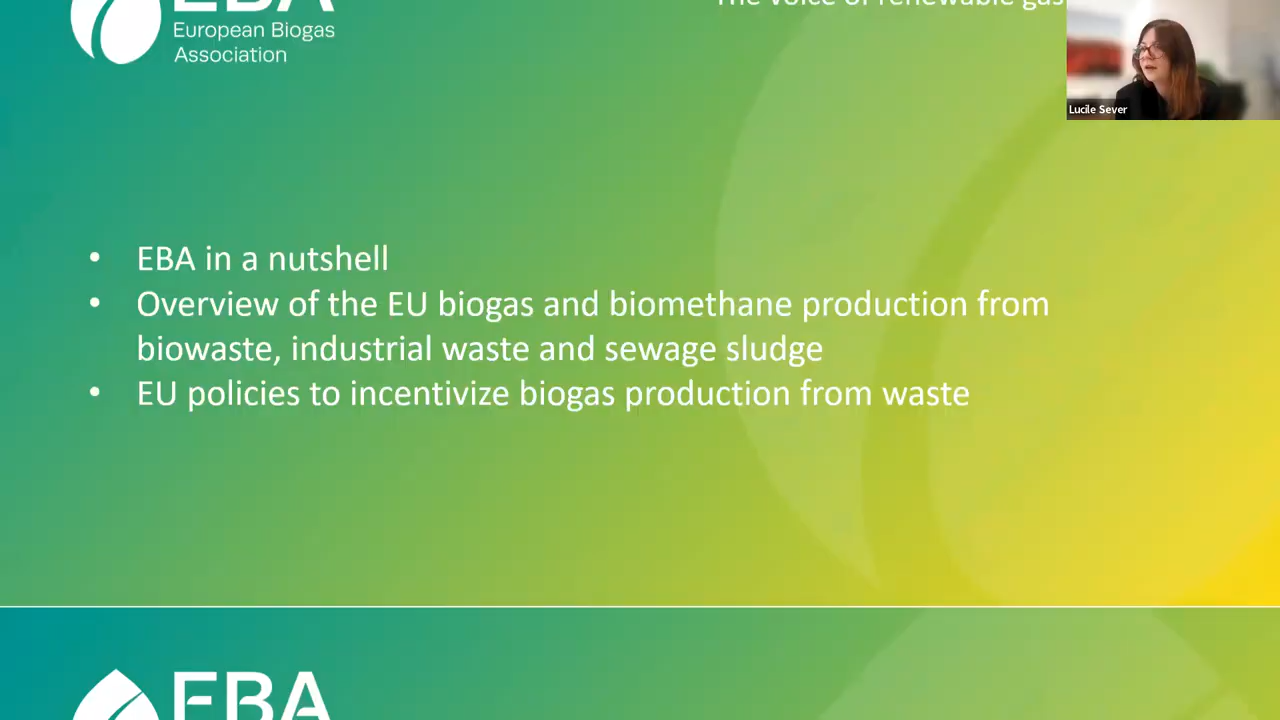 EBA
European Biogas
Association
The voice of renewable gas
Lucile Sever
• EBA in a nutshell
• Overview of the EU biogas and biomethane production from
biowaste, industrial waste and sewage sludge
• EU policies to incentivize biogas production from waste
EBA